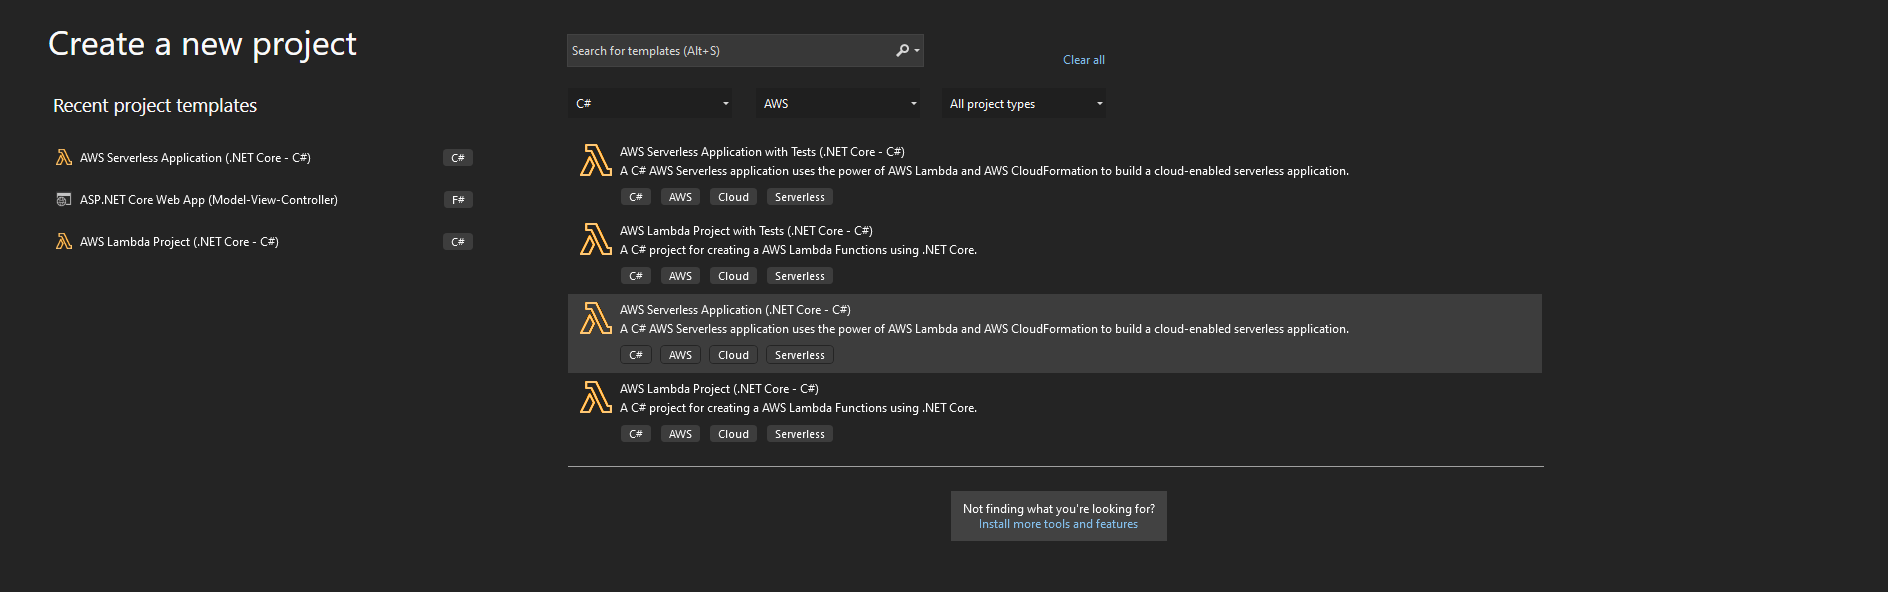 Create a new project
Search for templates (Alt+S)
Clear all
Recent project templates
C#
AWS
All project types
AWS Serverless Application (.NET Core - C#)
C#
ASP.NET Core Web App (Model-View-Controller)
F#
AWS Lambda Project (.NET Core - C#)
C#
AWS Serverless Application with Tests (.NET Core - C#)
A C# AWS Serverless application uses the power of AWS Lambda and AWS CloudFormation to build a cloud-enabled serverless application.
C# AWS Cloud Serverless
AWS Lambda Project with Tests (.NET Core - C#)
A C# project for creating a AWS Lambda Functions using .NET Core.
C# AWS Cloud Serverless
AWS Serverless Application (.NET Core - C#)
A C# AWS Serverless application uses the power of AWS Lambda and AWS CloudFormation to build a cloud-enabled serverless application.
C# AWS Cloud Serverless
AWS Lambda Project (.NET Core - C#)
A C# project for creating a AWS Lambda Functions using .NET Core.
C# AWS Cloud Serverless
Not finding what you're looking for?
Install more tools and features